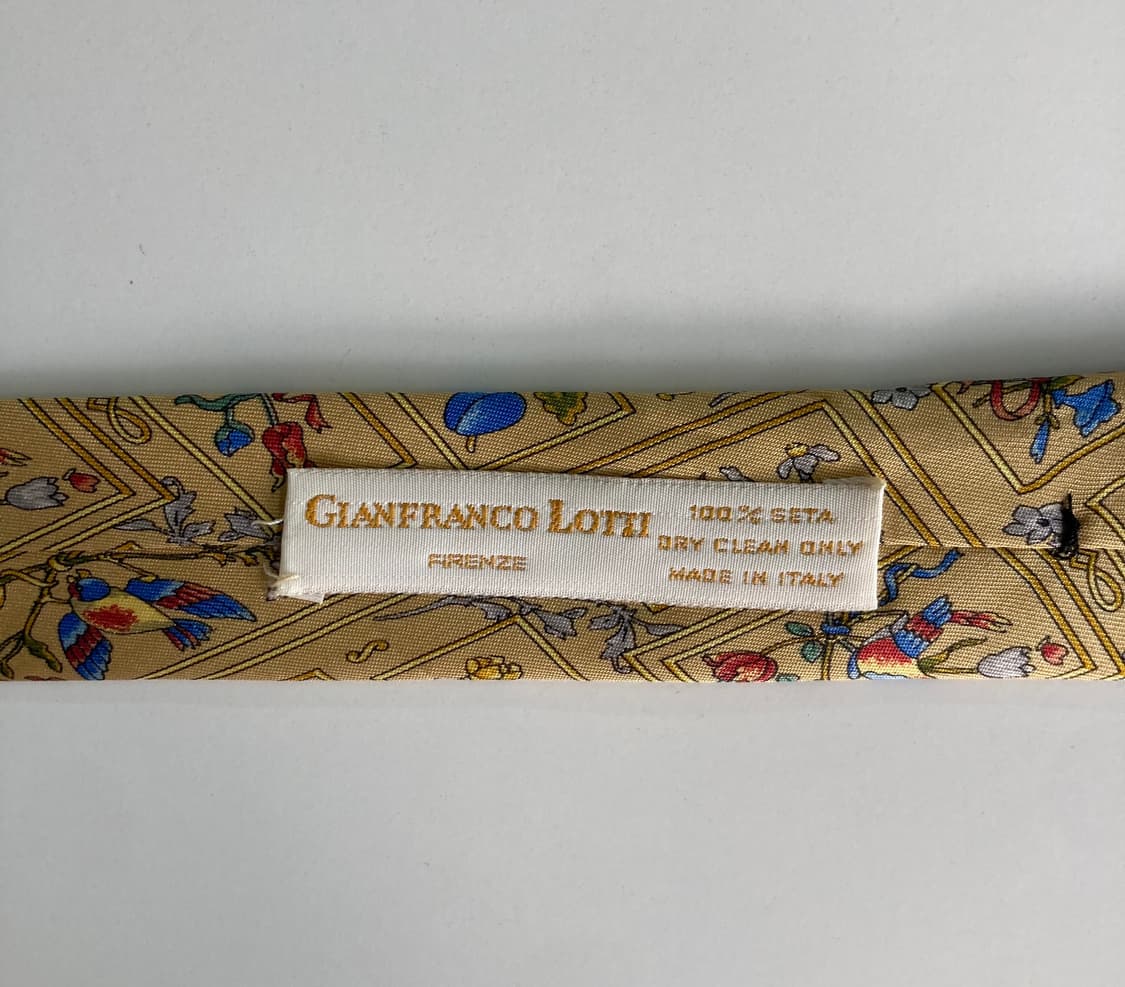 GIANFRANCO LOTTI
FIRENZE
100% SETA
DRY CLEAN ONLY
MADE IN ITALY